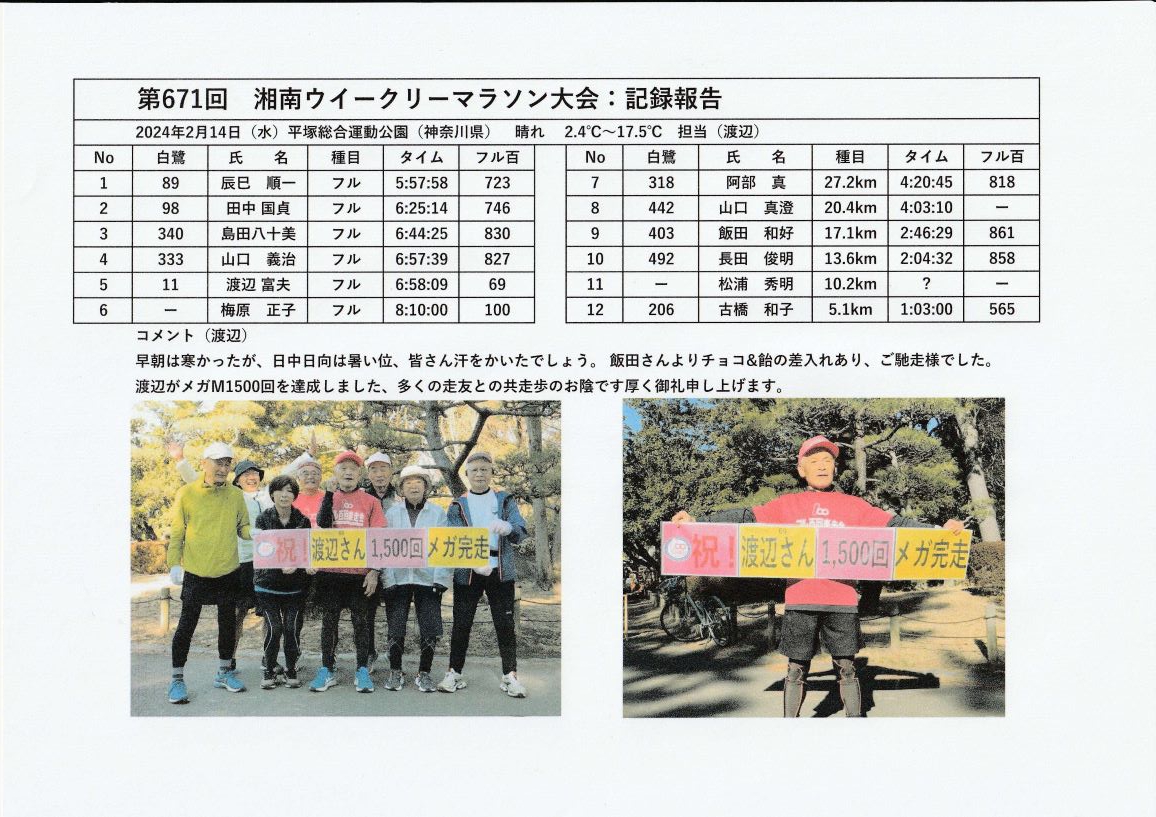 第671回　湘南ウイークリーマラソン大会：記録報告
2024年2月14日（水）平塚総合運動公園（神奈川県）　晴れ　2.4℃～17.5℃　担当（渡辺）
No 白鷺 氏　名 種目 タイム フル百
1 89 辰巳　順一 フル 5:57:58 723
2 98 田中 国貞 フル 6:25:14 746
3 340 島田八十美 フル 6:44:25 830
4 333 山口　義治 フル 6:57:39 827
5 11 渡辺 富夫 フル 6:58:09 69
6 ー 梅原　正子 フル 8:10:00 100
No 白鷺 氏　名 種目 タイム フル百
7 318 阿部　真 27.2km 4:20:45 818
8 442 山口　真澄 20.4km 4:03:10 ー
9 403 飯田　和好 17.1km 2:46:29 861
10 492 長田　俊明 13.6km 2:04:32 858
11 ー 松浦　秀明 10.2km ? ー
12 206 古橋　和子 5.1km 1:03:00 565
コメント（渡辺）
早朝は寒かったが、日中日向は暑い位、皆さん汗をかいたでしょう。 飯田さんよりチョコ&飴の差入れあり、ご馳走様でした。
渡辺がメガM1500回を達成しました、多くの走友との共走歩のお陰です厚く御礼申し上げます。
祝！渡辺さん 1,500回 メガ完走
祝！渡辺さん 1,500回 メガ完走